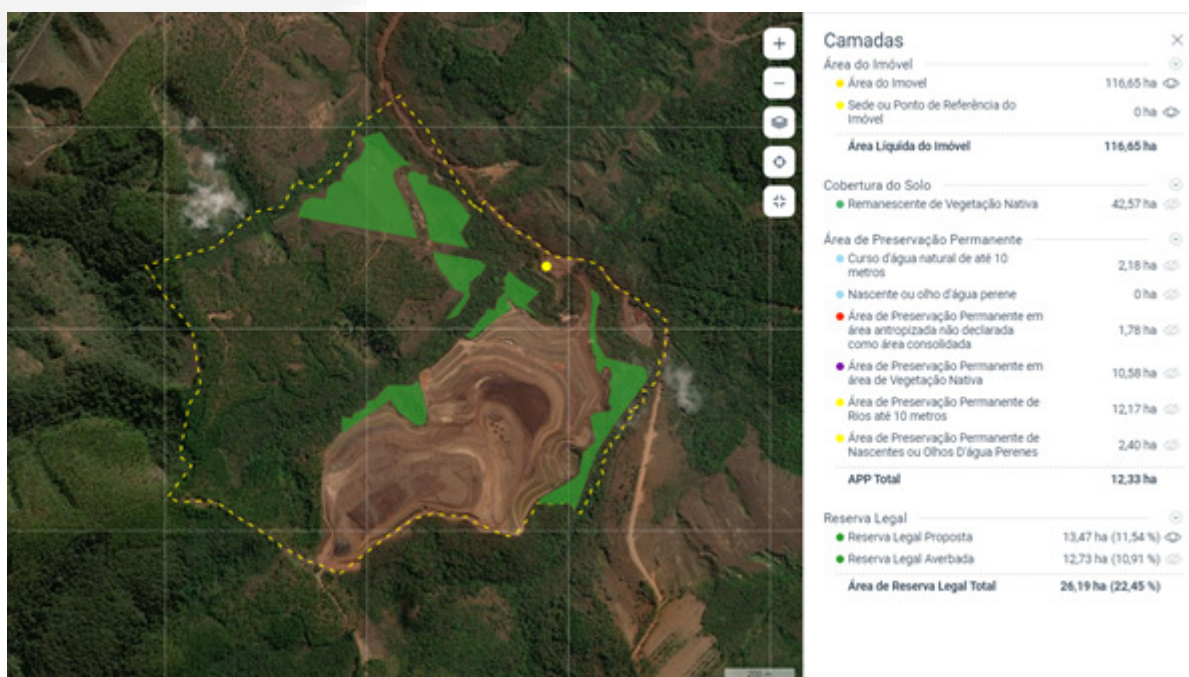 Camadas
Área do Imóvel
Área do Imovel 116,65 ha
Sede ou Ponto de Referência do
Imóvel 0 ha
Área Líquida do Imóvel 116,65 ha
Cobertura do Solo
Remanescente de Vegetação Nativa 42,57 ha
Área de Preservação Permanente
Curso d'água natural de até 10
metros 2,18 ha
Nascente ou olho d'água perene 0 ha
Área de Preservação Permanente em
área antropizada não declarada
como área consolidada 1,78 ha
Área de Preservação Permanente em
área de Vegetação Nativa 10,58 ha
Área de Preservação Permanente de
Rios até 10 metros 12,17 ha
Área de Preservação Permanente de
Nascentes ou Olhos D'água Perenes 2,40 ha
APP Total 12,33 ha
Reserva Legal
Reserva Legal Proposta 13,47 ha (11,54 %)
Reserva Legal Averbada 12,73 ha (10,91 %)
Área de Reserva Legal Total 26,19 ha (22,45 %)
200 m